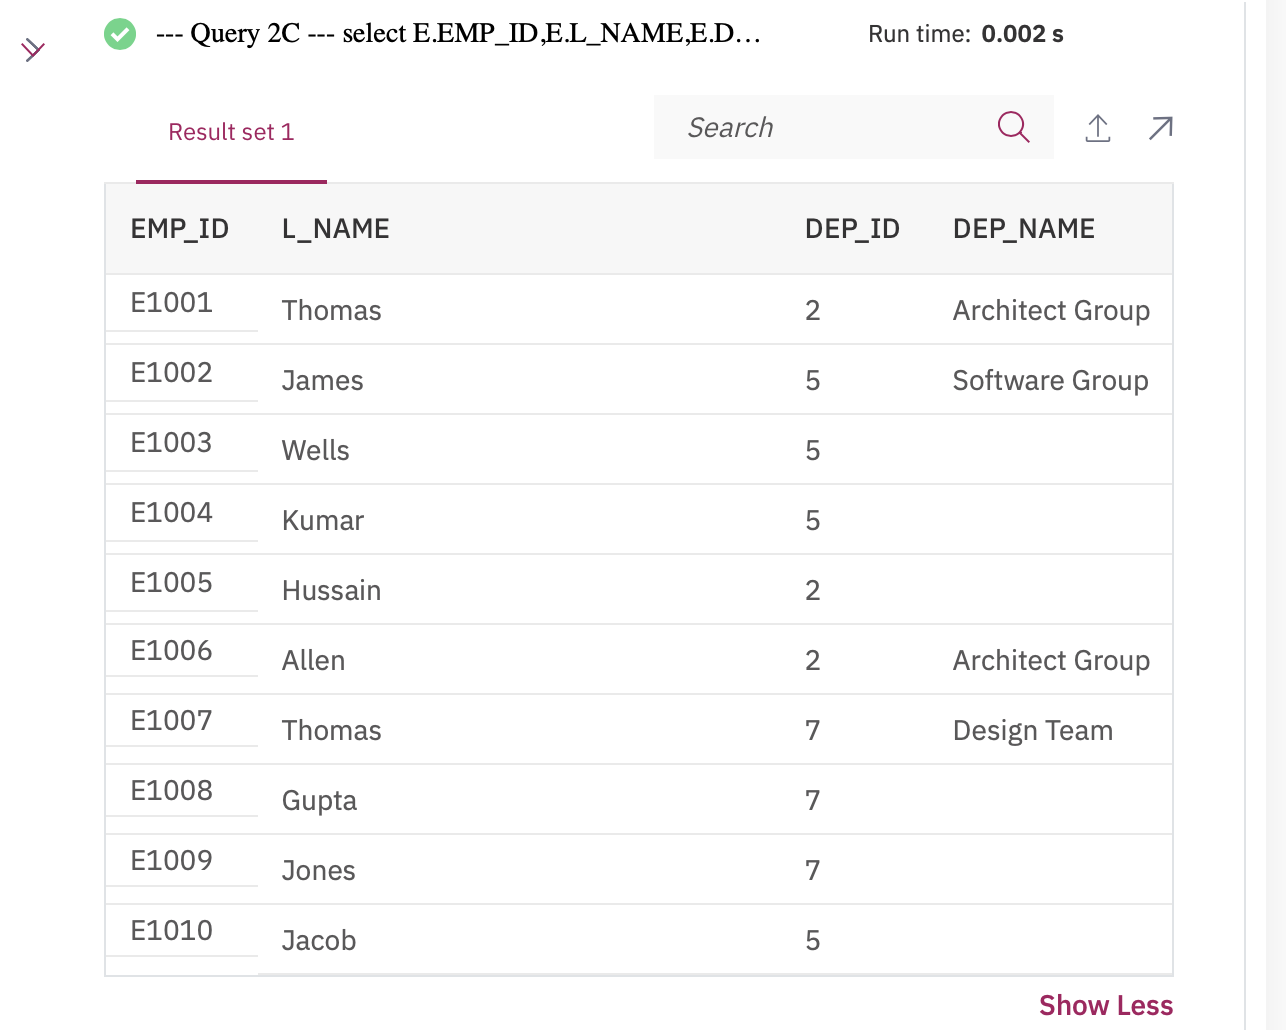 --- Query 2C --- select E.EMP_ID,E.L_NAME,E.D... Run time: 0.002 s
Result set 1 Search
EMP_ID L_NAME DEP_ID DEP_NAME
E1001 Thomas 2 Architect Group
E1002 James 5 Software Group
E1003 Wells 5
E1004 Kumar 5
E1005 Hussain 2
E1006 Allen 2 Architect Group
E1007 Thomas 7 Design Team
E1008 Gupta 7
E1009 Jones 7
E1010 Jacob 5
Show Less